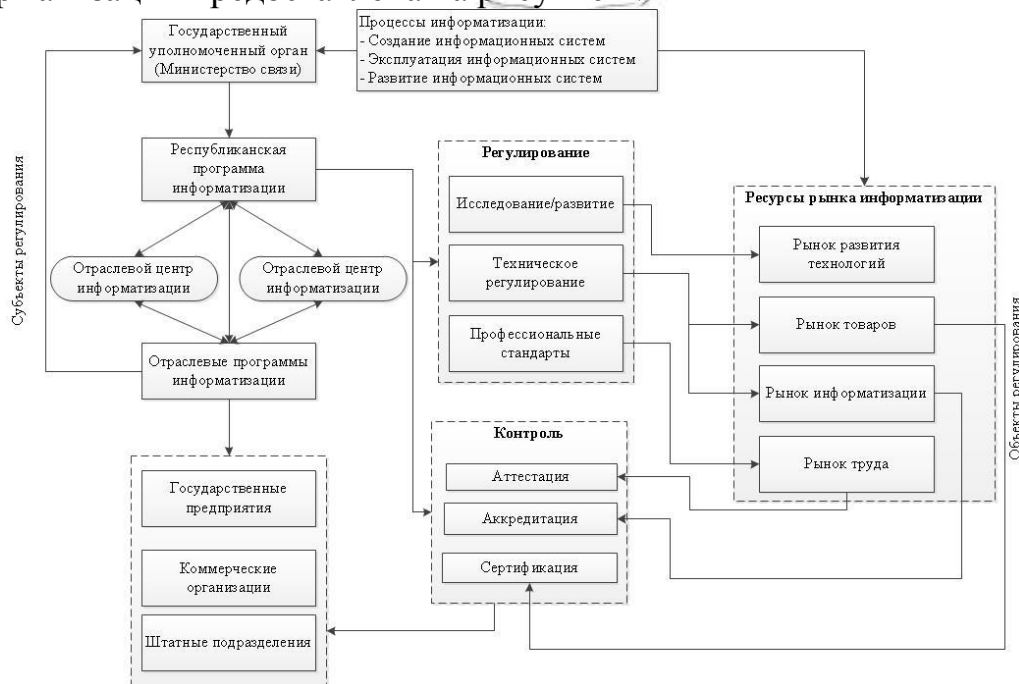 Государственный
уполномоченный орган
(Министерство связи)
Процессы информатизации:
- Создание информационных систем
- Эксплуатация информационных систем
- Развитие информационных систем
Субъекты регулирования
Республиканская
программа
информатизации
Отраслевой центр
информатизации
Отраслевой центр
информатизации
Отраслевые программы
информатизации
Государственные
предприятия
Коммерческие
организации
Штатные подразделения
Регулирование
Исследование/развитие
Техническое
регулирование
Профессиональные
стандарты
Контроль
Аттестация
Аккредитация
Сертификация
Ресурсы рынка информатизации
Рынок развития
технологий
Рынок товаров
Рынок информатизации
Рынок труда
Объекты регулирования